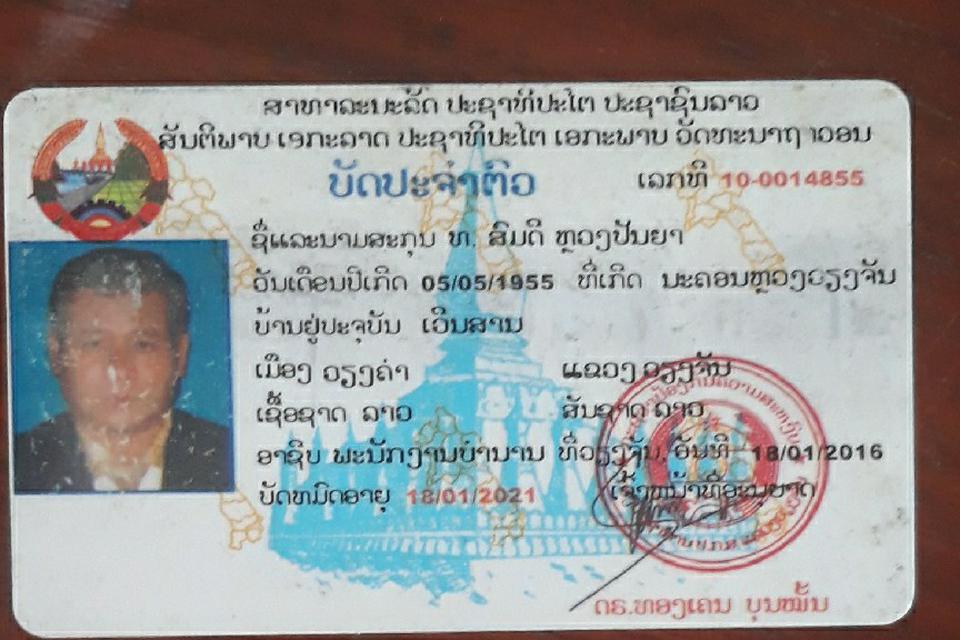 ສາທາລະນະລັດ ປະຊາທິປະໄຕ ປະຊາຊົນລາວ
ສັນຕິພາບ ເອກະລາດ ປະຊາທິປະໄຕ ເອກະພາບ ວັດທະນາຖາວອນ
ບັດປະຈຳຕົວ ເລກທີ 10-0014855
ຊື່ແລະນາມສະກຸນ ທ. ສົມດີ ຫຼວງປັນຍາ
ວັນເດືອນປີເກີດ 05/05/1955 ທີ່ເກີດ ນະຄອນຫຼວງວຽງຈັນ
ບ້ານຢູ່ປະຈຸບັນ ເວີນສານ
ເມືອງ ວຽງຄຳ ແຂວງ ວຽງຈັນ
ເຊື້ອຊາດ ລາວ ສັນຊາດ ລາວ
ອາຊີບ ພະນັກງານບຳນານ ທີ່ວຽງຈັນ, ວັນທີ 18/01/2016
ບັດໝົດອາຍຸ 18/01/2021 ເຈົ້າໜ້າທີ່ອະນຸຍາດ
ດຣ.ທອງເຄນ ບຸນໝັ້ນ